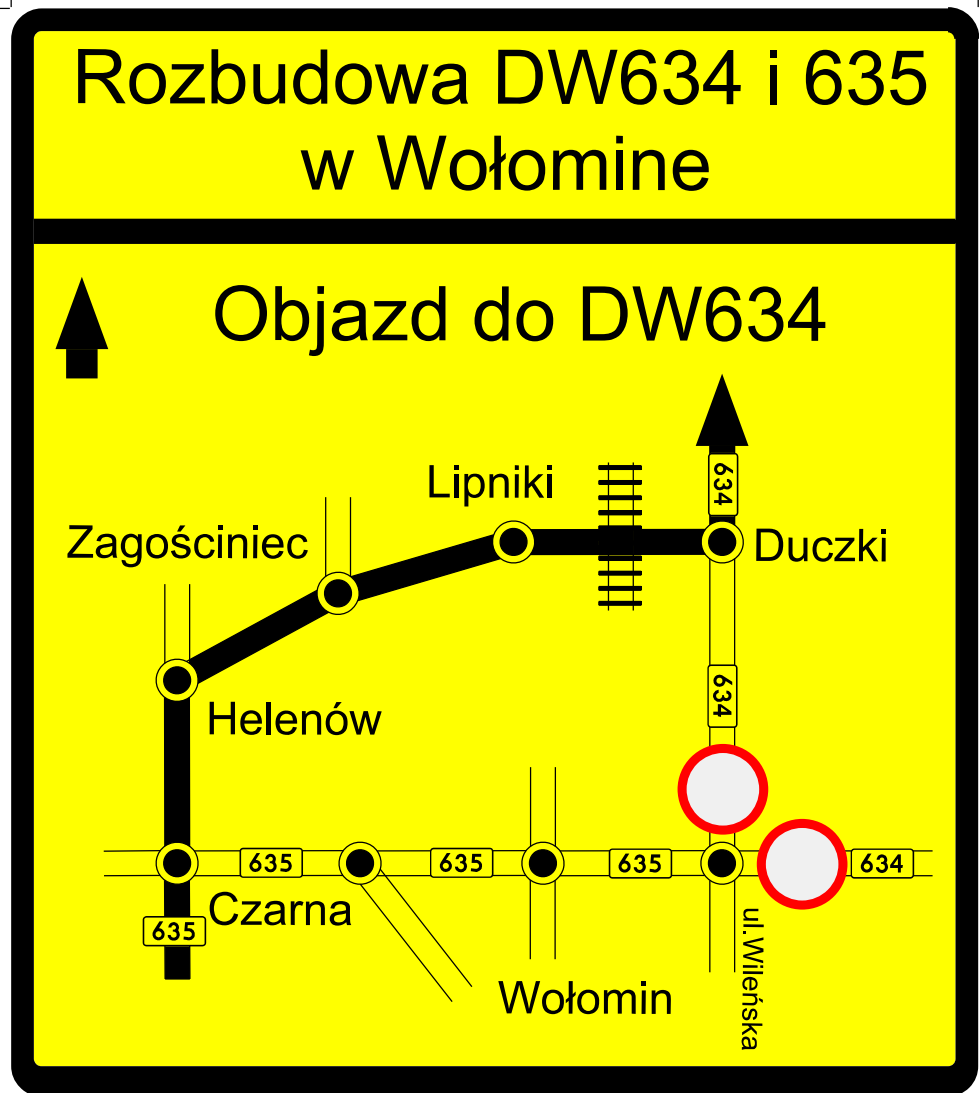 Rozbudowa DW634 i 635
w Wołomine
Objazd do DW634
634
Lipniki
Zagościniec
Duczki
634
Helenów
635
635
635
634
Czarna
635
ul.Wileńska
Wołomin